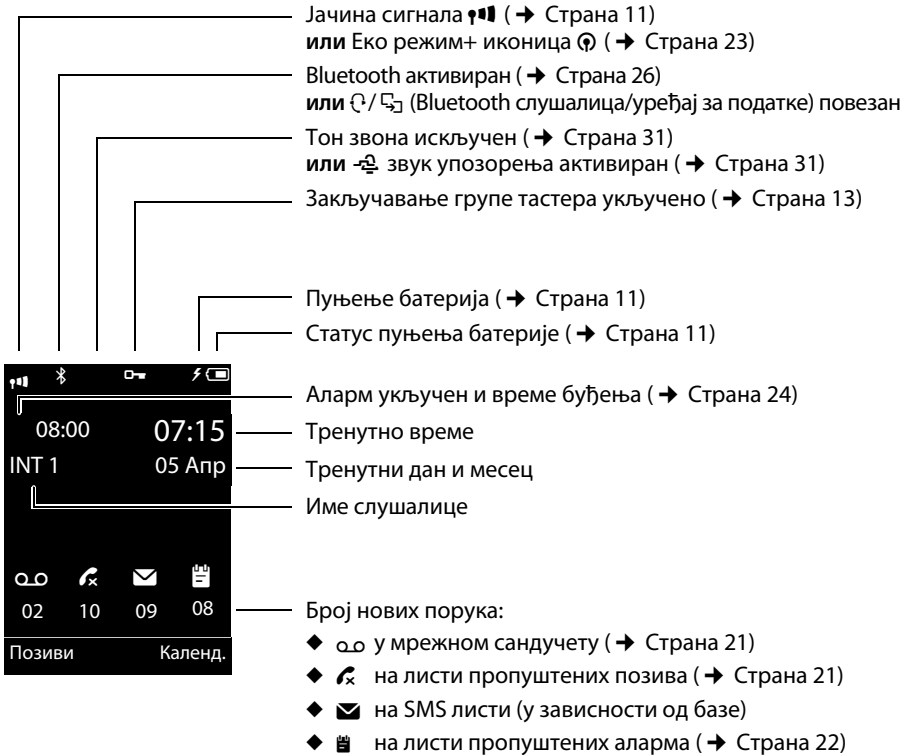 Јачина сигнала ( ➔ Страна 11)
или Еко режим+ иконица ( ➔ Страна 23)
Bluetooth активиран ( ➔ Страна 26)
или / (Bluetooth слушалица/уређај за податке) повезан
Тон звона искључен ( ➔ Страна 31)
или звук упозорења активиран ( ➔ Страна 31)
Закључавање групе тастера укључено ( ➔ Страна 13)
Пуњење батерија ( ➔ Страна 11)
Статус пуњења батерије ( ➔ Страна 11)
Аларм укључен и време буђења ( ➔ Страна 24)
08:00 07:15
Тренутно време
INT 1 05 Апр
Тренутни дан и месец
Име слушалице
02 10 09 08
Број нових порука:
Позиви Календ.
◆ у мрежном сандучету ( ➔ Страна 21)
◆ на листи пропуштених позива ( ➔ Страна 21)
◆ на SMS листи (у зависности од базе)
◆ на листи пропуштених аларма ( ➔ Страна 22)